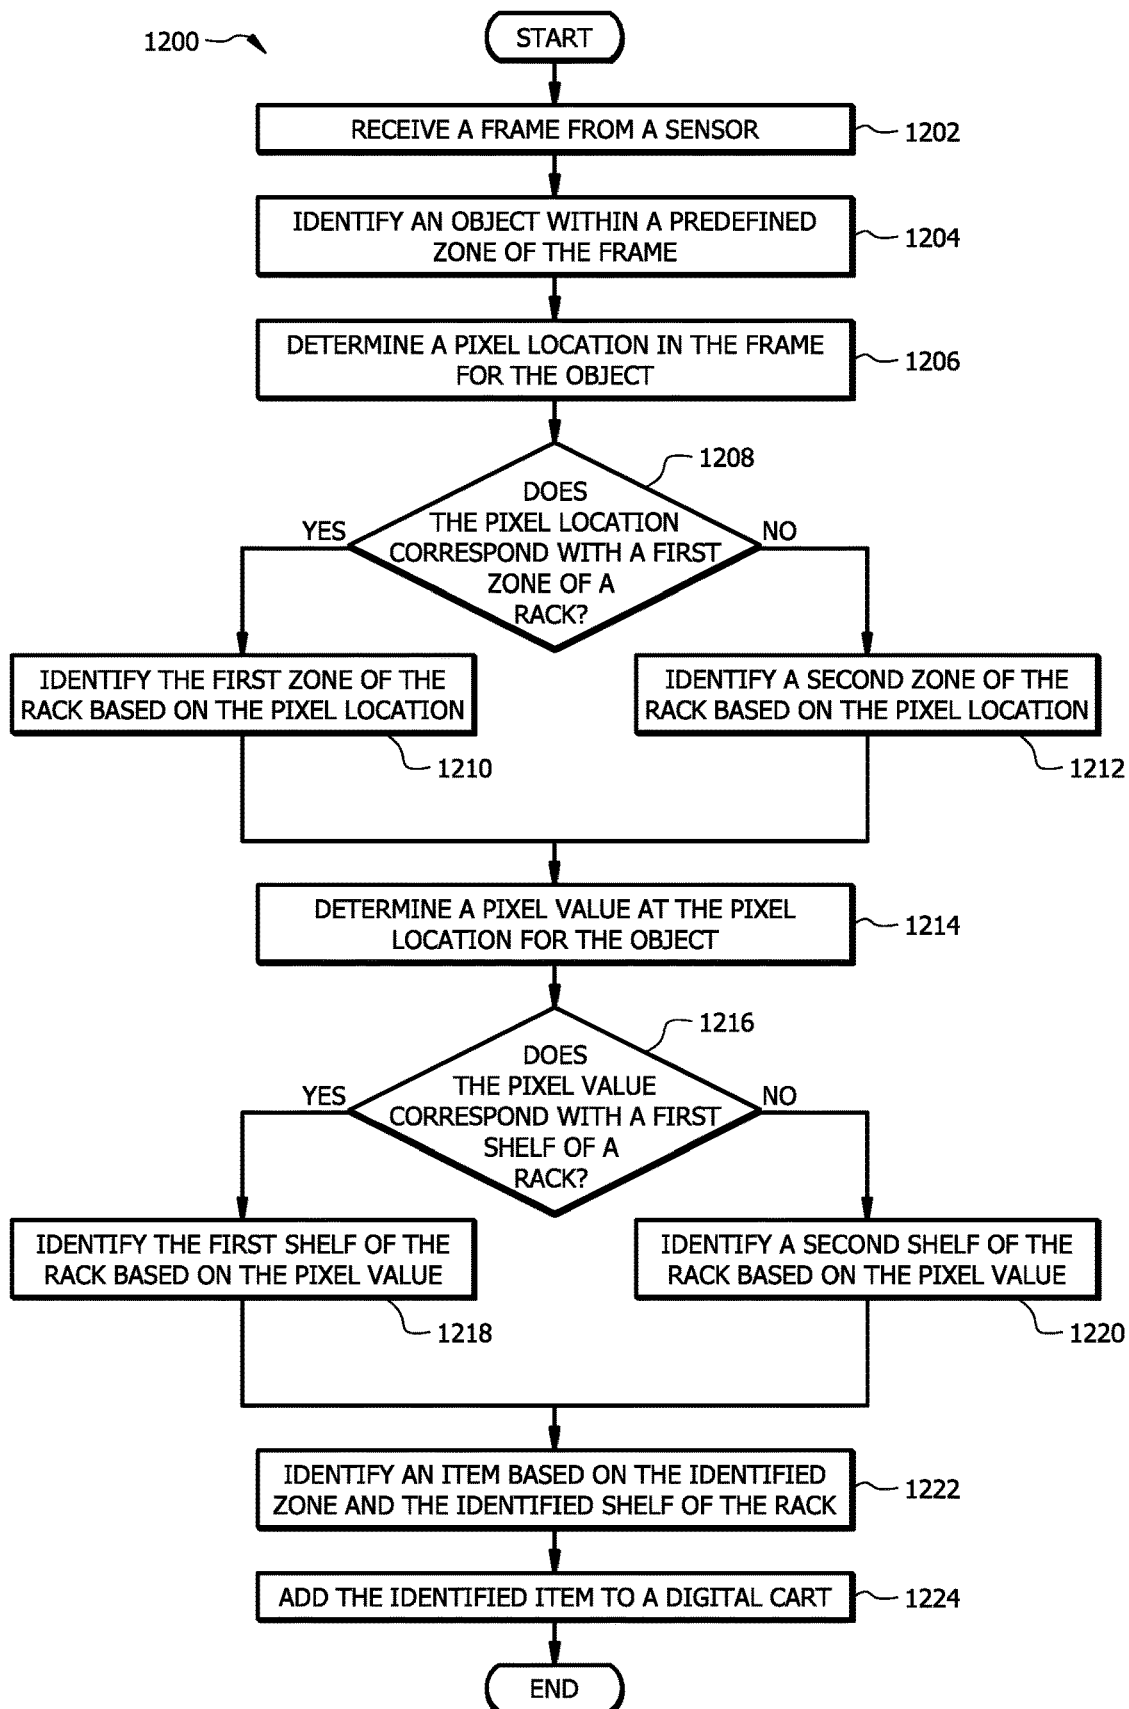 1200
START
RECEIVE A FRAME FROM A SENSOR
1202
IDENTIFY AN OBJECT WITHIN A PREDEFINED
ZONE OF THE FRAME
1204
DETERMINE A PIXEL LOCATION IN THE FRAME
FOR THE OBJECT
1206
1208
DOES
THE PIXEL LOCATION
CORRESPOND WITH A FIRST
ZONE OF A
RACK?
YES
NO
IDENTIFY THE FIRST ZONE OF THE
RACK BASED ON THE PIXEL LOCATION
1210
IDENTIFY A SECOND ZONE OF THE
RACK BASED ON THE PIXEL LOCATION
1212
DETERMINE A PIXEL VALUE AT THE PIXEL
LOCATION FOR THE OBJECT
1214
1216
DOES
THE PIXEL VALUE
CORRESPOND WITH A FIRST
SHELF OF A
RACK?
YES
NO
IDENTIFY THE FIRST SHELF OF THE
RACK BASED ON THE PIXEL VALUE
1218
IDENTIFY A SECOND SHELF OF THE
RACK BASED ON THE PIXEL VALUE
1220
IDENTIFY AN ITEM BASED ON THE IDENTIFIED
ZONE AND THE IDENTIFIED SHELF OF THE RACK
1222
ADD THE IDENTIFIED ITEM TO A DIGITAL CART
1224
END